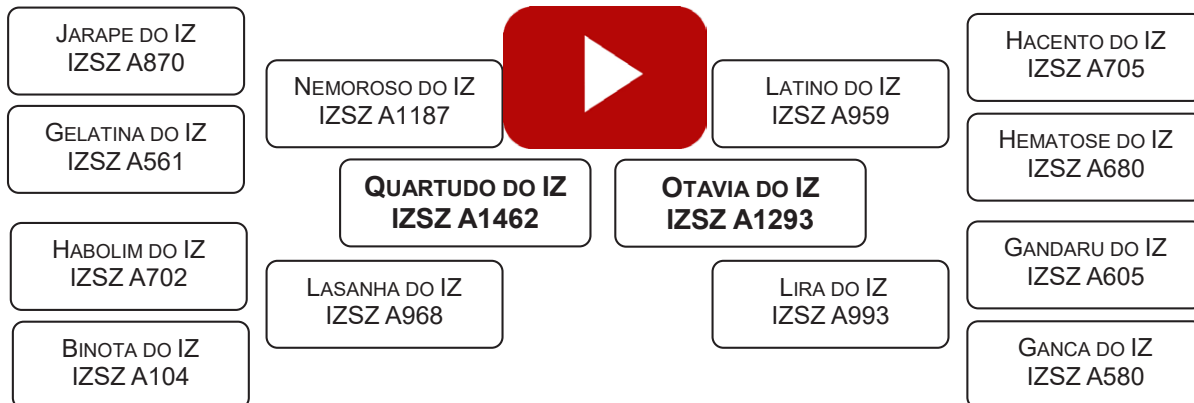 JARAPE DO IZ
IZSZ A870
GELATINA DO IZ
IZSZ A561
HABOLIM DO IZ
IZSZ A702
BINOTA DO IZ
IZSZ A104
NEMOROSO DO IZ
IZSZ A1187
LASANHA DO IZ
IZSZ A968
QUARTUDO DO IZ
IZSZ A1462
OTAVIA DO IZ
IZSZ A1293
LATINO DO IZ
IZSZ A959
LIRA DO IZ
IZSZ A993
HACENTO DO IZ
IZSZ A705
HEMATOSE DO IZ
IZSZ A680
GANDARU DO IZ
IZSZ A605
GANCA DO IZ
IZSZ A580